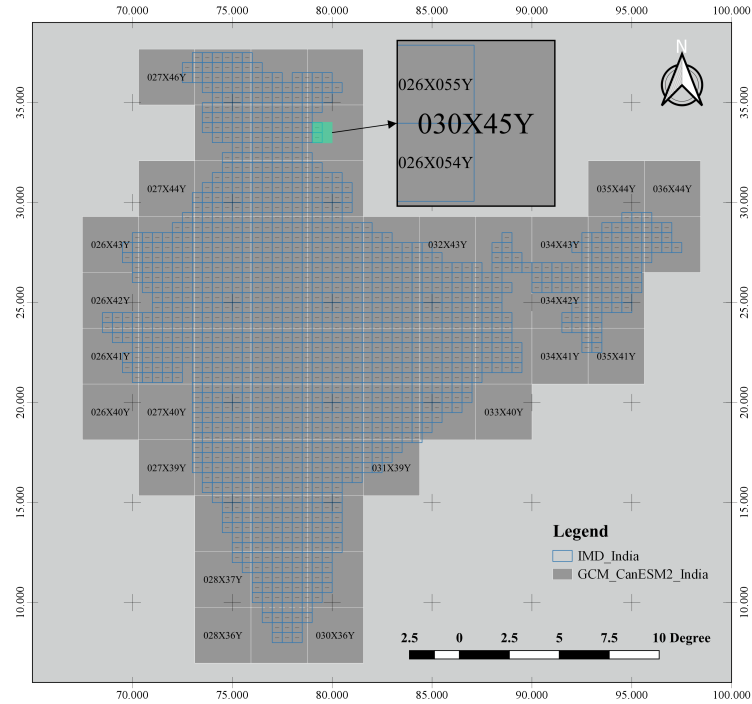 70.000 75.000 80.000 85.000 90.000 95.000 100.000
N
027X46Y
35.000 35.000
026X055Y
030X45Y
026X054Y
027X44Y 035X44Y 036X44Y
30.000 30.000
026X43Y 032X43Y 034X43Y
026X42Y 034X42Y
25.000 25.000
026X41Y 034X41Y 035X41Y
026X40Y 027X40Y 033X40Y
20.000 20.000
027X39Y 031X39Y
15.000 15.000
Legend
IMD_India
GCM_CanESM2_India
028X37Y
10.000 10.000
028X36Y 030X36Y
2.5 0 2.5 5 7.5 10 Degree
70.000 75.000 80.000 85.000 90.000 95.000 100.000